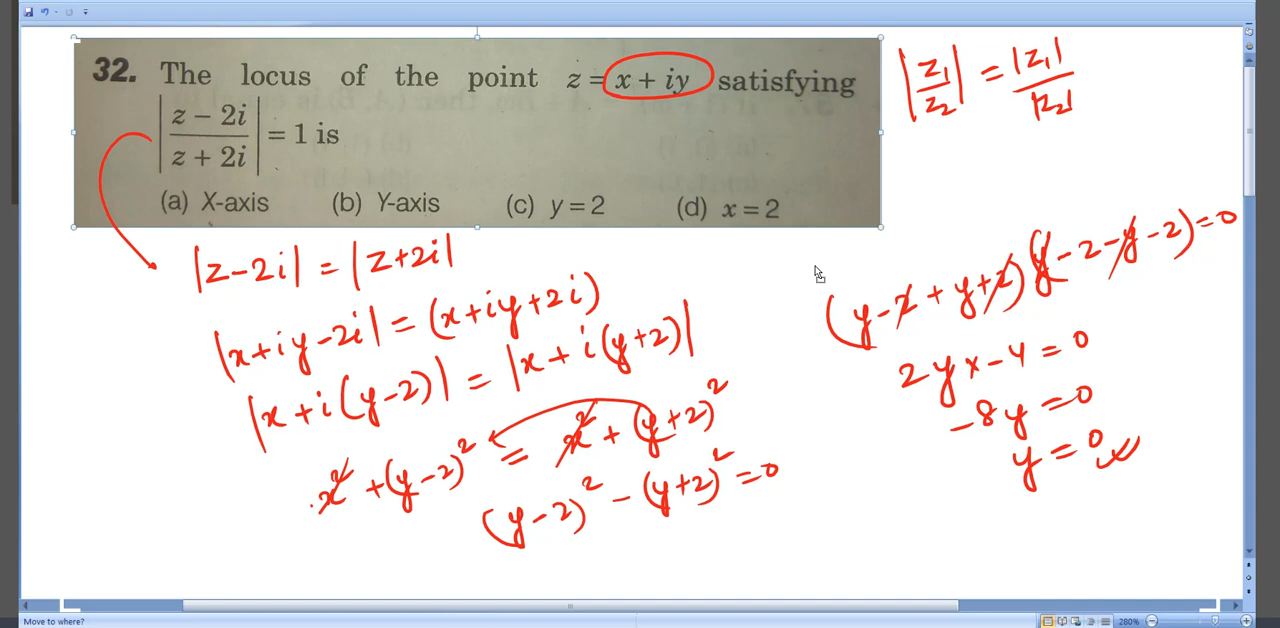 32. The locus of the point z = x + iy satisfying
|z − 2i / z + 2i| = 1 is
(a) X-axis (b) Y-axis (c) y = 2 (d) x = 2
|z₁/z₂| = |z₁|/|z₂|
|z−2i| = |z+2i|
|x+iy−2i| = (x+iy+2i)
|x+i(y−2)| = |x+i(y+2)|
x² + (y−2)² = x² + (y+2)²
(y−2)² − (y+2)² = 0
(y−2 + y+2)(y−2−y−2) = 0
2y × −4 = 0
−8y = 0
y = 0
Move to where?
280%